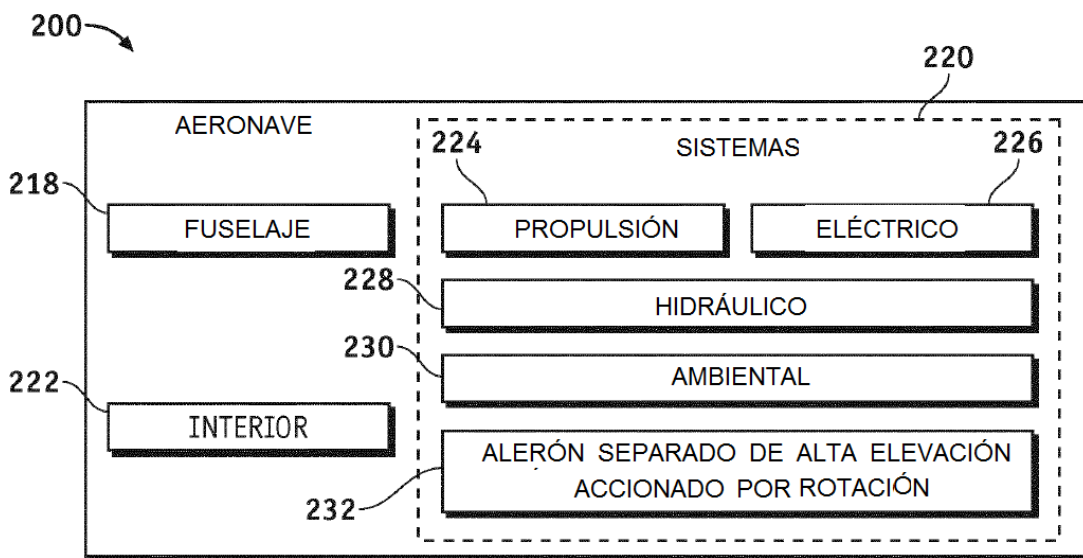 200
220
AERONAVE
224
SISTEMAS
226
218
FUSELAJE
PROPULSIÓN
ELÉCTRICO
228
HIDRÁULICO
230
AMBIENTAL
222
INTERIOR
ALERÓN SEPARADO DE ALTA ELEVACIÓN
ACCIONADO POR ROTACIÓN
232